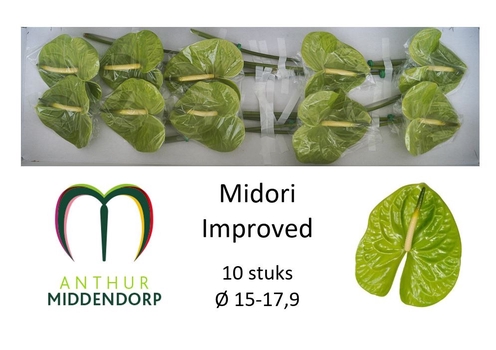 Midori
Improved
10 stuks
Ø 15-17,9
ANTHUR
MIDDENDORP